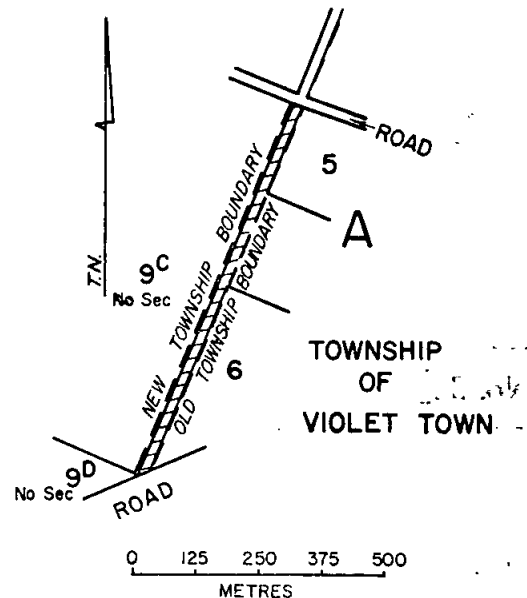 ROAD
5
NEW TOWNSHIP BOUNDARY
OLD TOWNSHIP BOUNDARY
A
T.N.
9C
No Sec
6
TOWNSHIP
OF
VIOLET TOWN
9D
No Sec
ROAD
0 125 250 375 500
METRES